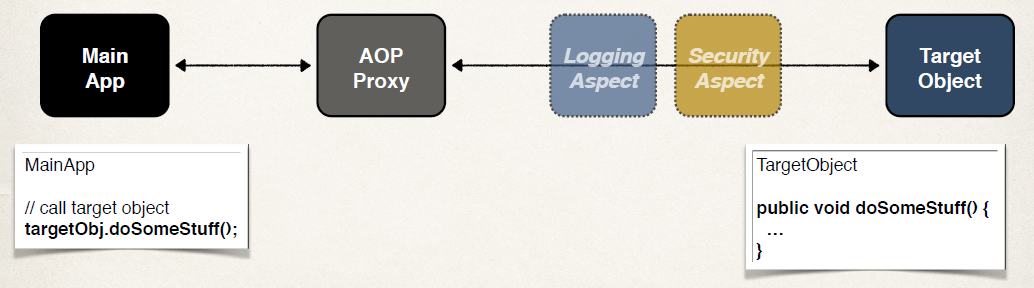 Main
App
AOP
Proxy
Logging
Aspect
Security
Aspect
Target
Object
MainApp
// call target object
targetObj.doSomeStuff();
TargetObject
public void doSomeStuff() {
...
}